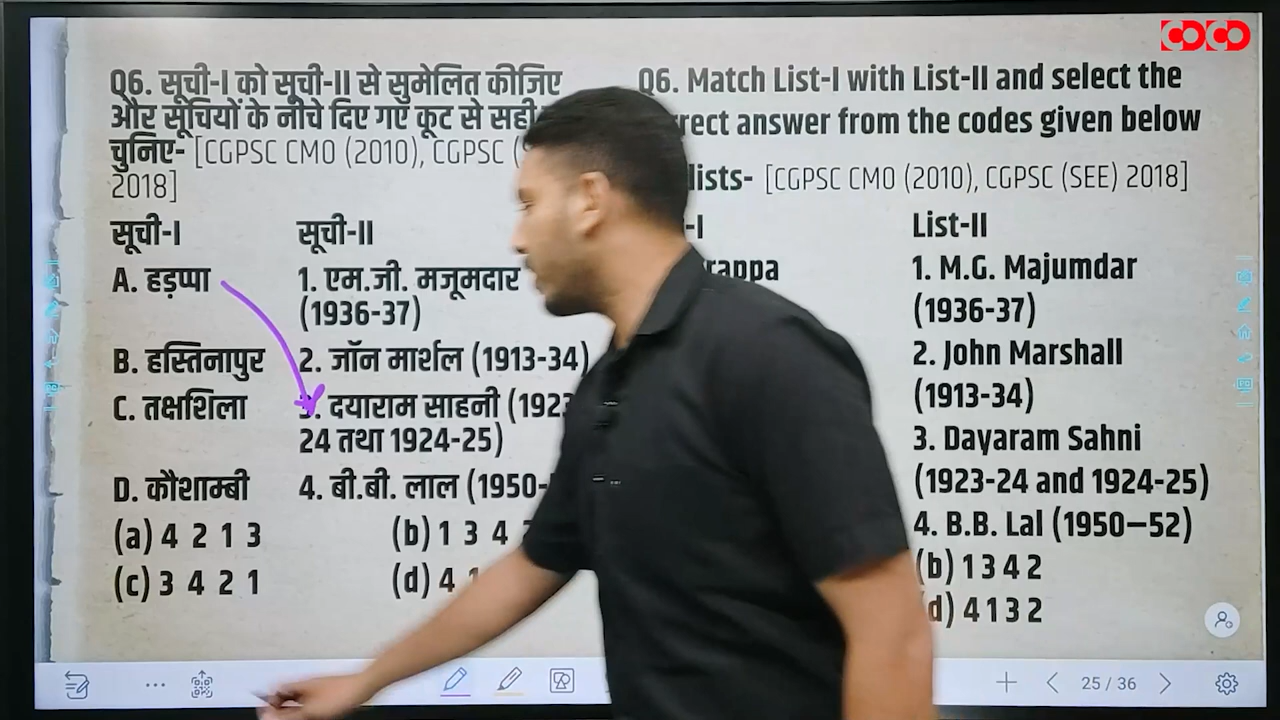 COCO
Q6. सूची-I को सूची-II से सुमेलित कीजिए
और सूचियों के नीचे दिए गए कूट से सही
चुनिए- [CGPSC CMO (2010), CGPSC
2018]
सूची-I सूची-II
A. हड़प्पा 1. एम.जी. मजूमदार
(1936-37)
B. हस्तिनापुर 2. जॉन मार्शल (1913-34)
C. तक्षशिला 3. दयाराम साहनी (1923
24 तथा 1924-25)
D. कौशाम्बी 4. बी.बी. लाल (1950-
(a) 4 2 1 3 (b) 1 3 4
(c) 3 4 2 1 (d) 4
Q6. Match List-I with List-II and select the
answer from the codes given below
lists- [CGPSC CMO (2010), CGPSC (SEE) 2018]
-I List-II
1. M.G. Majumdar
(1936-37)
2. John Marshall
(1913-34)
3. Dayaram Sahni
(1923-24 and 1924-25)
4. B.B. Lal (1950–52)
(b) 1 3 4 2
d) 4 1 3 2
25 / 36